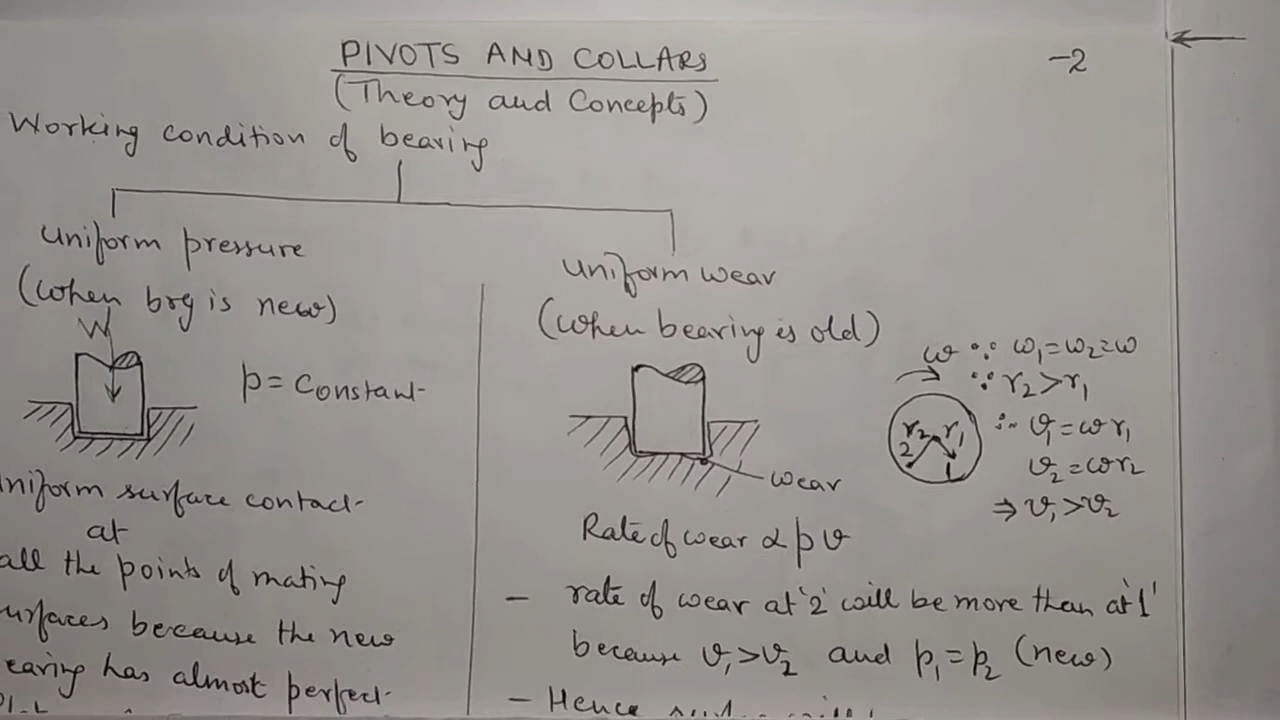 PIVOTS AND COLLARS
-2
(Theory and Concepts)
Working condition of bearing
uniform pressure
(when brg is new)
W
p = constant
uniform surface contact
at
all the points of mating
urfaces because the new
earing has almost perfect
uniform wear
(when bearing is old)
wear
ω ∵ ω₁=ω₂=ω
∵ r₂>r₁
r₂ r₁
2 1
∴ v₁=ωr₁
v₂=ωr₂
⇒ v₁>v₂
Rate of wear ∝ p v
- rate of wear at '2' will be more than at '1'
because v₁>v₂ and p₁=p₂ (new)
- Hence